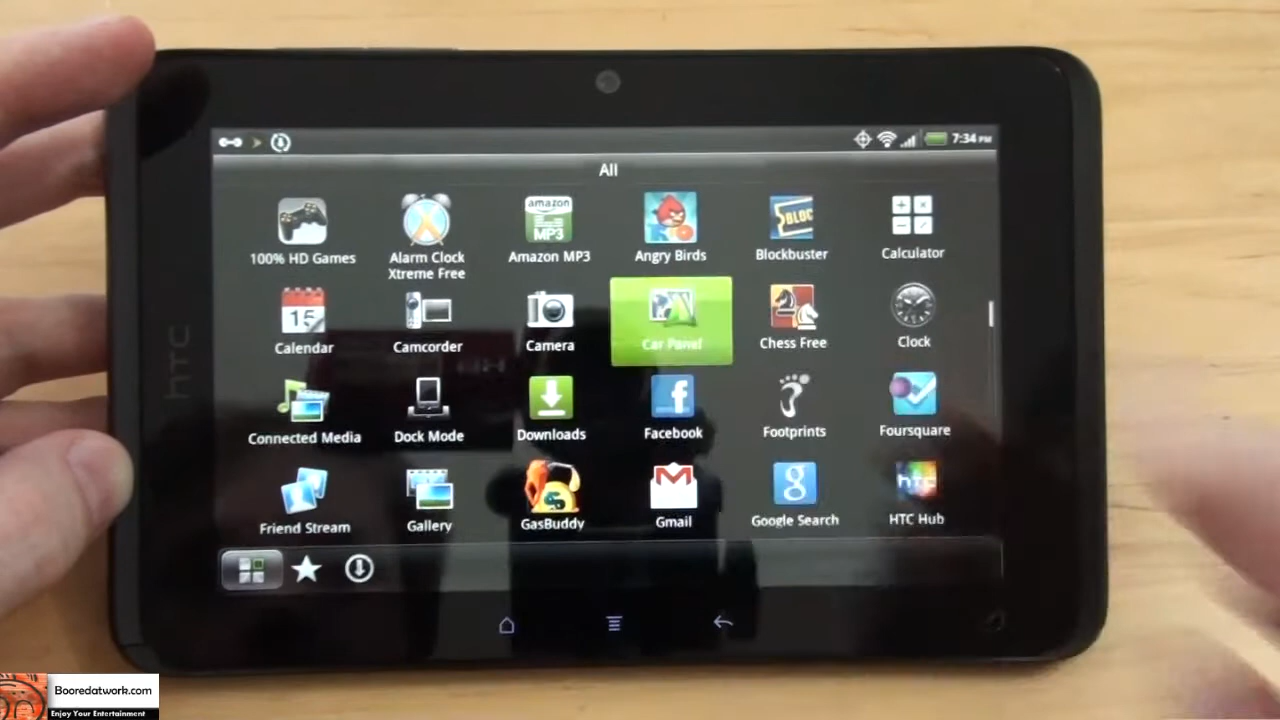 7:34 PM
All
100% HD Games
Alarm Clock
Xtreme Free
amazon
MP3
Amazon MP3
Angry Birds
BLOC
Blockbuster
Calculator
15
Calendar
Camcorder
Camera
Car Panel
Chess Free
Clock
hTC
Connected Media
Dock Mode
Downloads
f
Facebook
Footprints
Foursquare
Friend Stream
Gallery
$
GasBuddy
M
Gmail
g
Google Search
hTC
HTC Hub
Booredatwork.com
Enjoy Your Entertainment